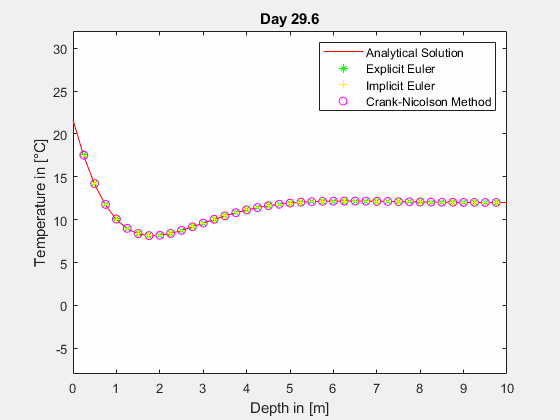 Day 29.6
Analytical Solution
Explicit Euler
Implicit Euler
Crank-Nicolson Method
Temperature in [°C]
30
25
20
15
10
5
0
-5
0 1 2 3 4 5 6 7 8 9 10
Depth in [m]